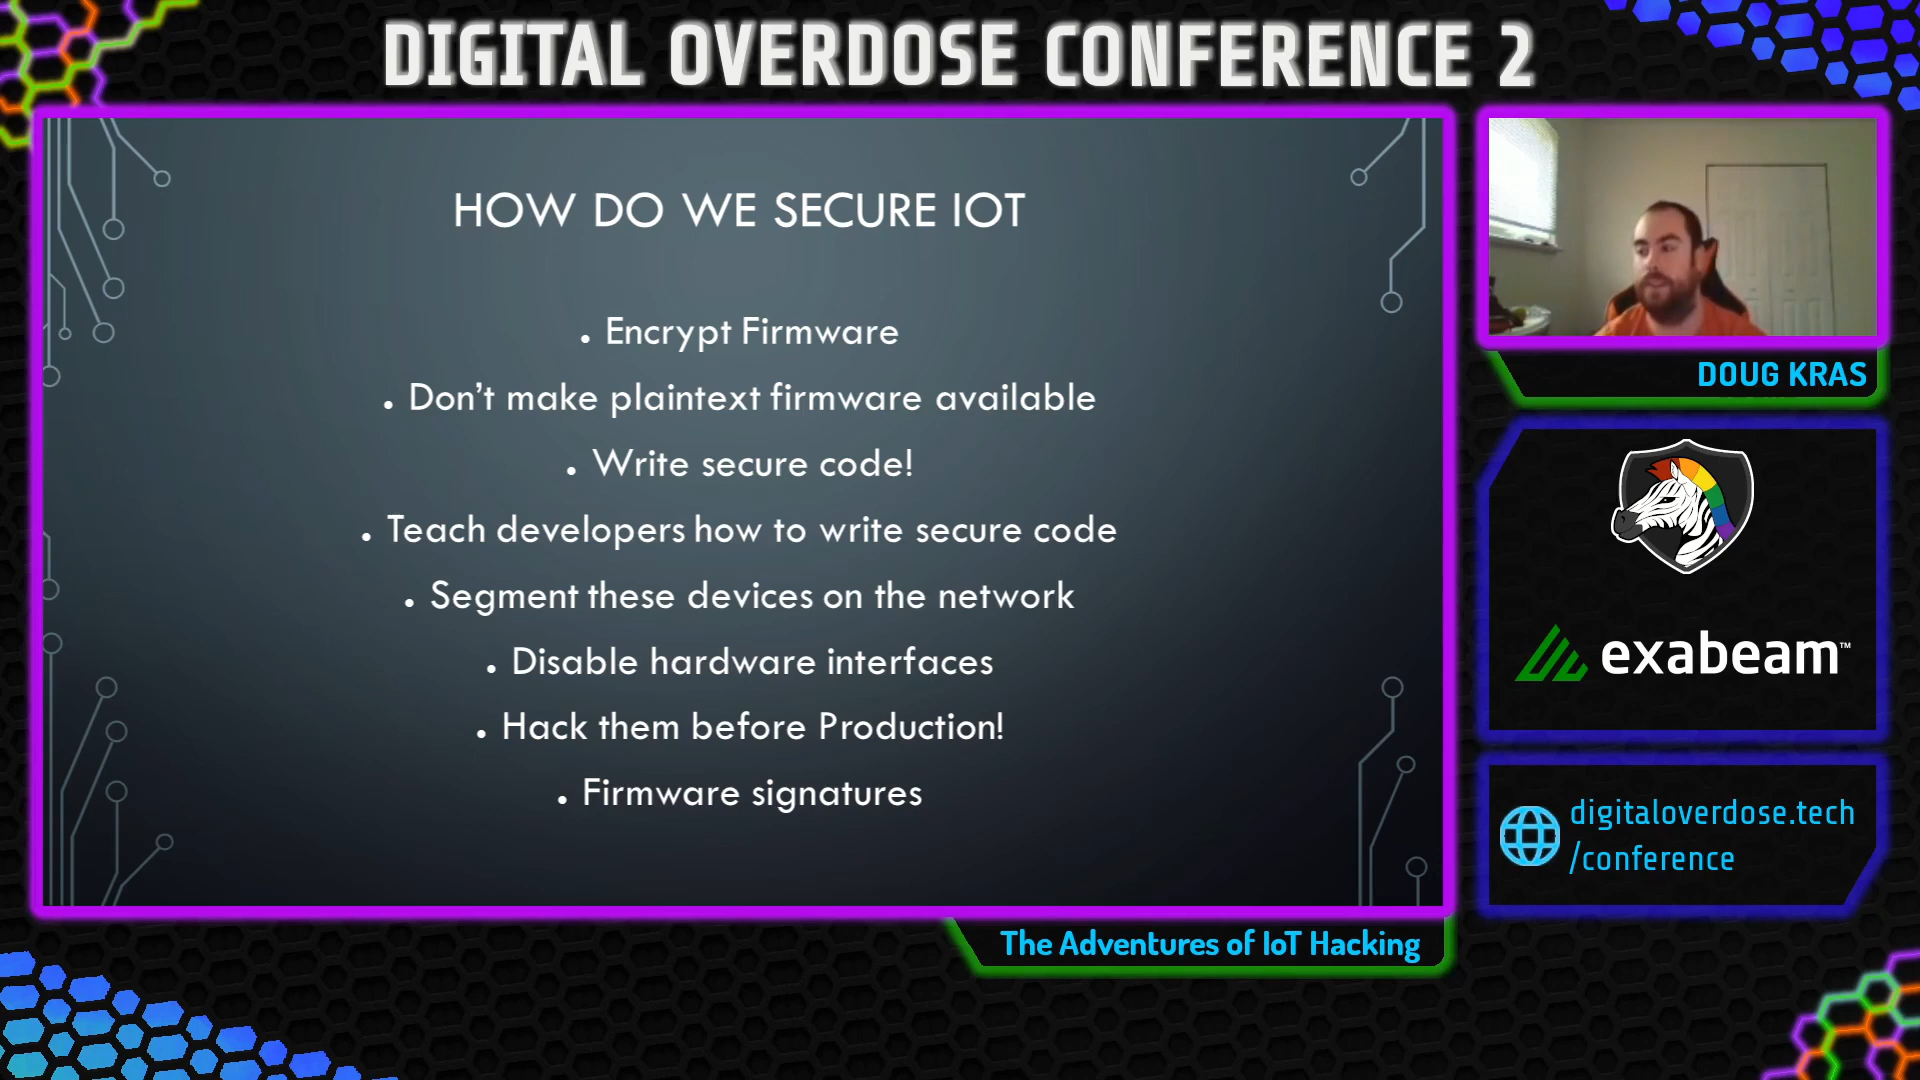 DIGITAL OVERDOSE CONFERENCE 2
HOW DO WE SECURE IOT
• Encrypt Firmware
• Don’t make plaintext firmware available
• Write secure code!
• Teach developers how to write secure code
• Segment these devices on the network
• Disable hardware interfaces
• Hack them before Production!
• Firmware signatures
DOUG KRAS
exabeam™
digitaloverdose.tech
/conference
The Adventures of IoT Hacking